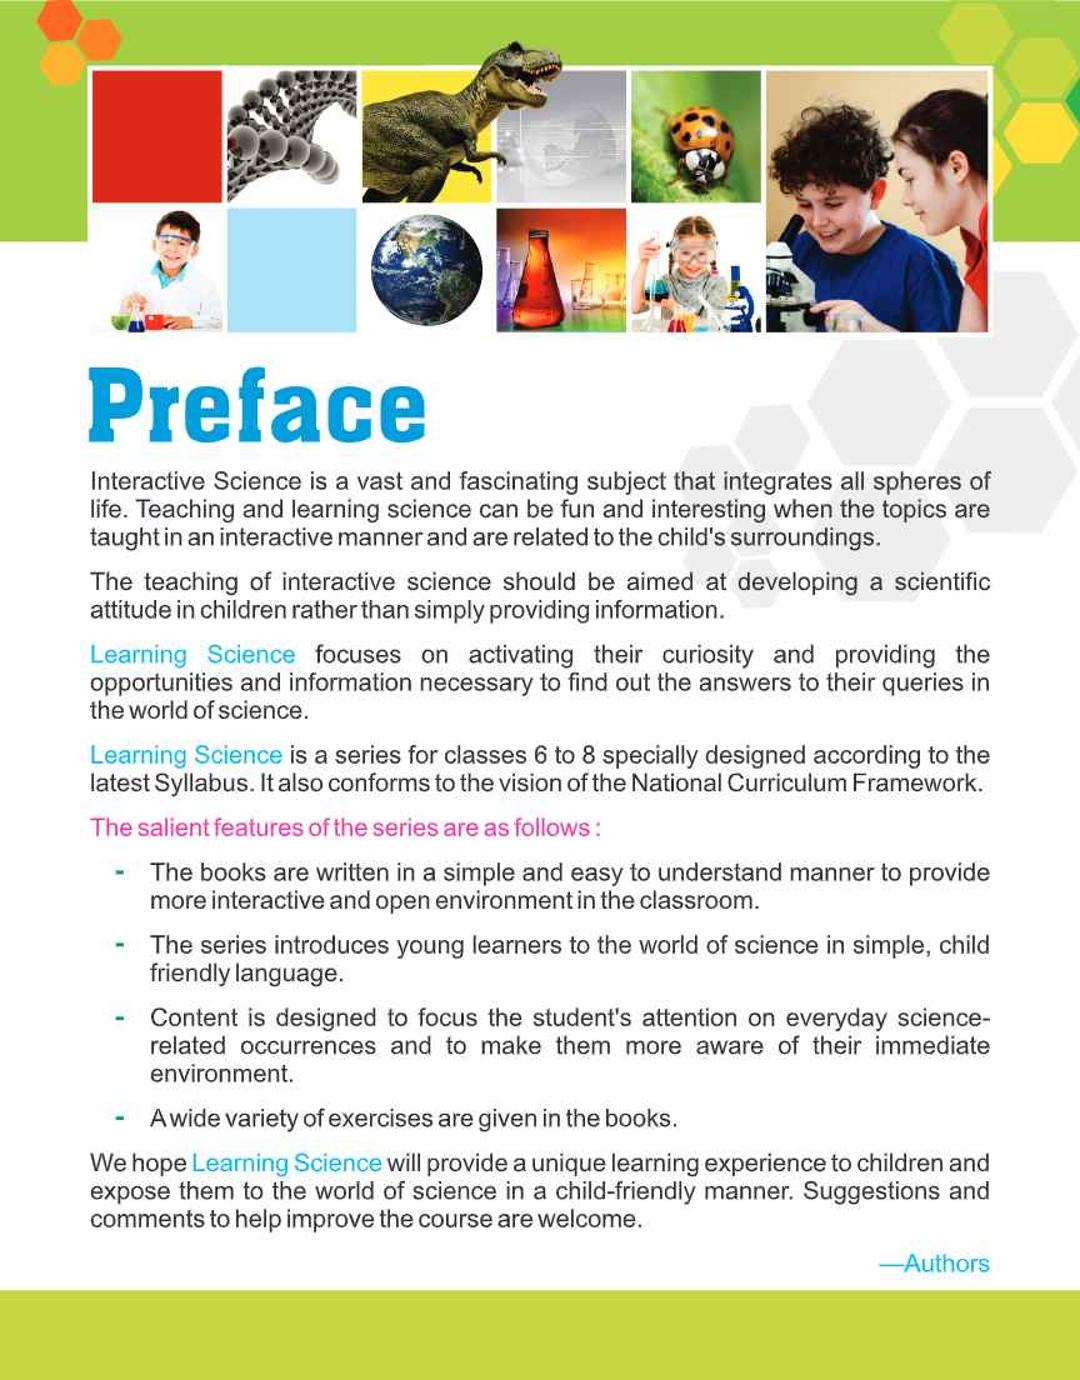 Preface
Interactive Science is a vast and fascinating subject that integrates all spheres of
life. Teaching and learning science can be fun and interesting when the topics are
taught in an interactive manner and are related to the child's surroundings.
The teaching of interactive science should be aimed at developing a scientific
attitude in children rather than simply providing information.
Learning Science focuses on activating their curiosity and providing the
opportunities and information necessary to find out the answers to their queries in
the world of science.
Learning Science is a series for classes 6 to 8 specially designed according to the
latest Syllabus. It also conforms to the vision of the National Curriculum Framework.
The salient features of the series are as follows :
- The books are written in a simple and easy to understand manner to provide
more interactive and open environment in the classroom.
- The series introduces young learners to the world of science in simple, child
friendly language.
- Content is designed to focus the student's attention on everyday science-
related occurrences and to make them more aware of their immediate
environment.
- A wide variety of exercises are given in the books.
We hope Learning Science will provide a unique learning experience to children and
expose them to the world of science in a child-friendly manner. Suggestions and
comments to help improve the course are welcome.
—Authors